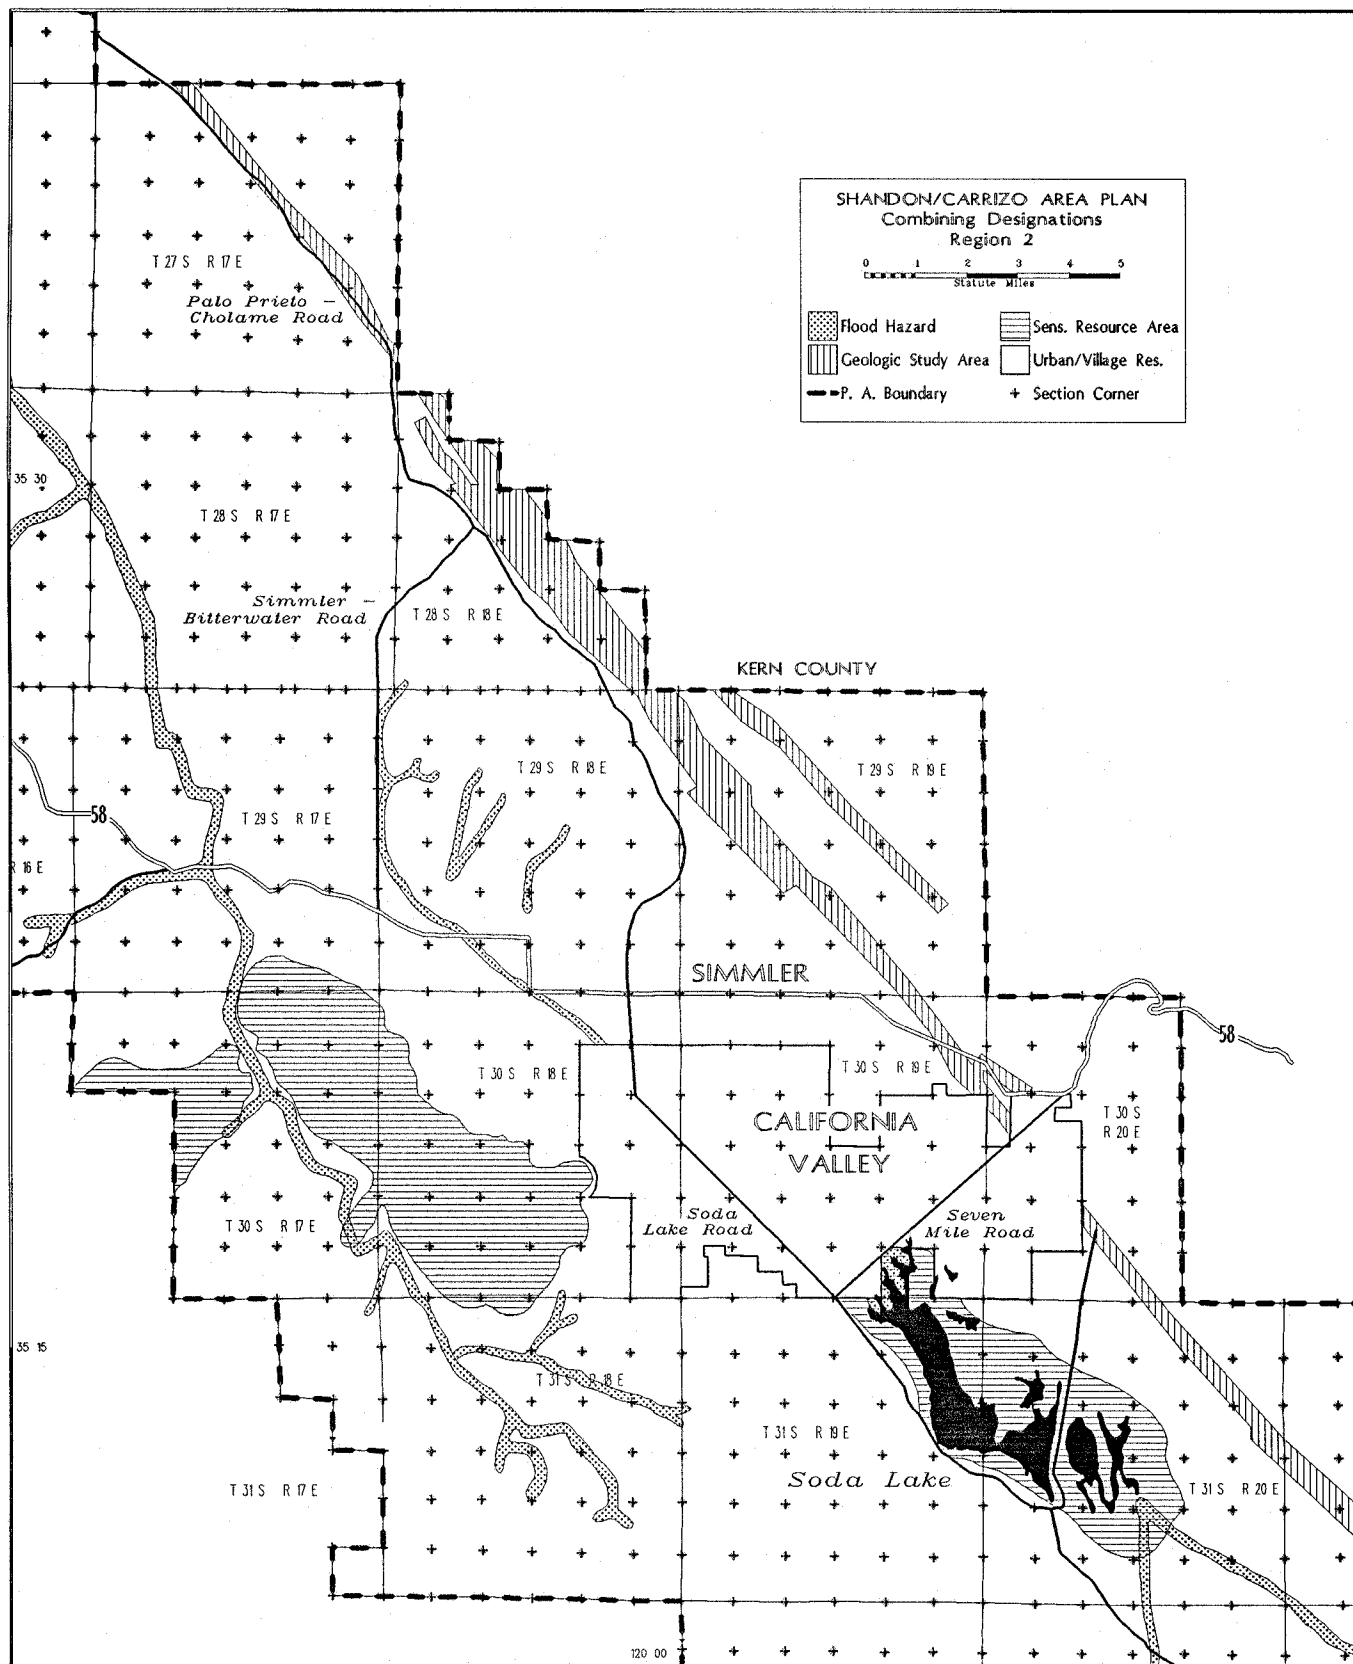 SHANDON/CARRIZO AREA PLAN
Combining Designations
Region 2
0 1 2 3 4 5
Statute Miles
Flood Hazard
Sens. Resource Area
Geologic Study Area
Urban/Village Res.
P. A. Boundary
+ Section Corner
T 27 S R 17 E
Palo Prieto –
Cholame Road
35 30
T 28 S R 17 E
Simmler –
Bitterwater Road
T 28 S R 18 E
KERN COUNTY
T 29 S R 18 E
T 29 S R 19 E
58
T 29 S R 17 E
R 16 E
SIMMLER
58
T 30 S R 18 E
T 30 S R 19 E
CALIFORNIA
VALLEY
T 30 S
R 20 E
T 30 S R 17 E
Soda
Lake Road
Seven
Mile Road
35 15
T 31 S R 18 E
T 31 S R 19 E
Soda Lake
T 31 S R 17 E
T 31 S R 20 E
120 00